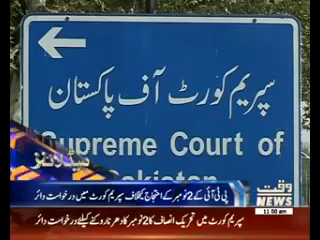 سپریم کورٹ آف پاکستان
Supreme Court of
Pakistan
ہیڈلائنز
وقت
NEWS
11:00 am
پی ٹی آئی کے 2 نومبر کے احتجاج کیخلاف سپریم کورٹ میں درخواست دائر
سپریم کورٹ میں تحریک انصاف کا 2 نومبر کا دھرنا روکنے کیلئے درخواست دائر